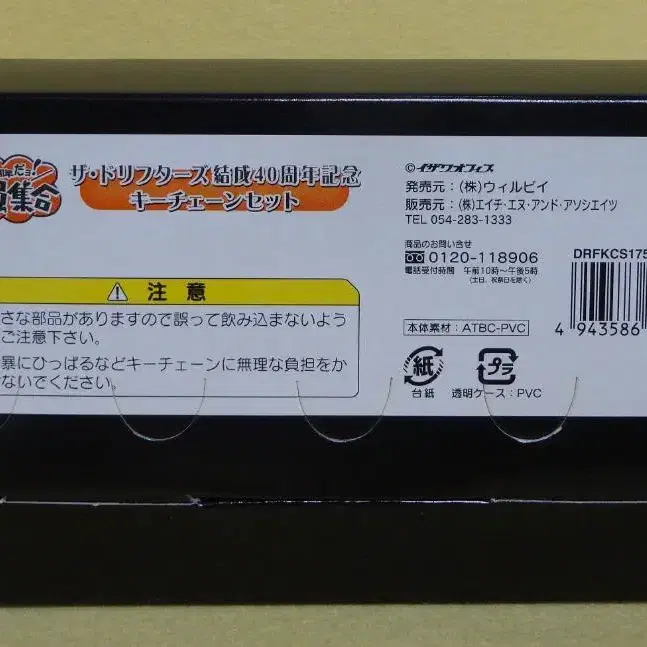 年だョ!
集合
ザ・ドリフターズ結成40周年記念
キーチェーンセット
注意
さな部品がありますので誤って飲み込まないよう
ご注意下さい。
暴にひっぱるなどキーチェーンに無理な負担をか
ないでください。
©イザワオフィス
発売元：(株)ウィルビイ
販売元：(株)エイチ・エヌ・アンド・アソシエイツ
TEL 054-283-1333
商品のお問い合せ
0120-118906
電話受付時間 午前10時〜午後5時
(土日、祝祭日を除く)
本体素材：ATBC-PVC
紙
台紙
プラ
透明ケース：PVC
DRFKCS175
4 943586